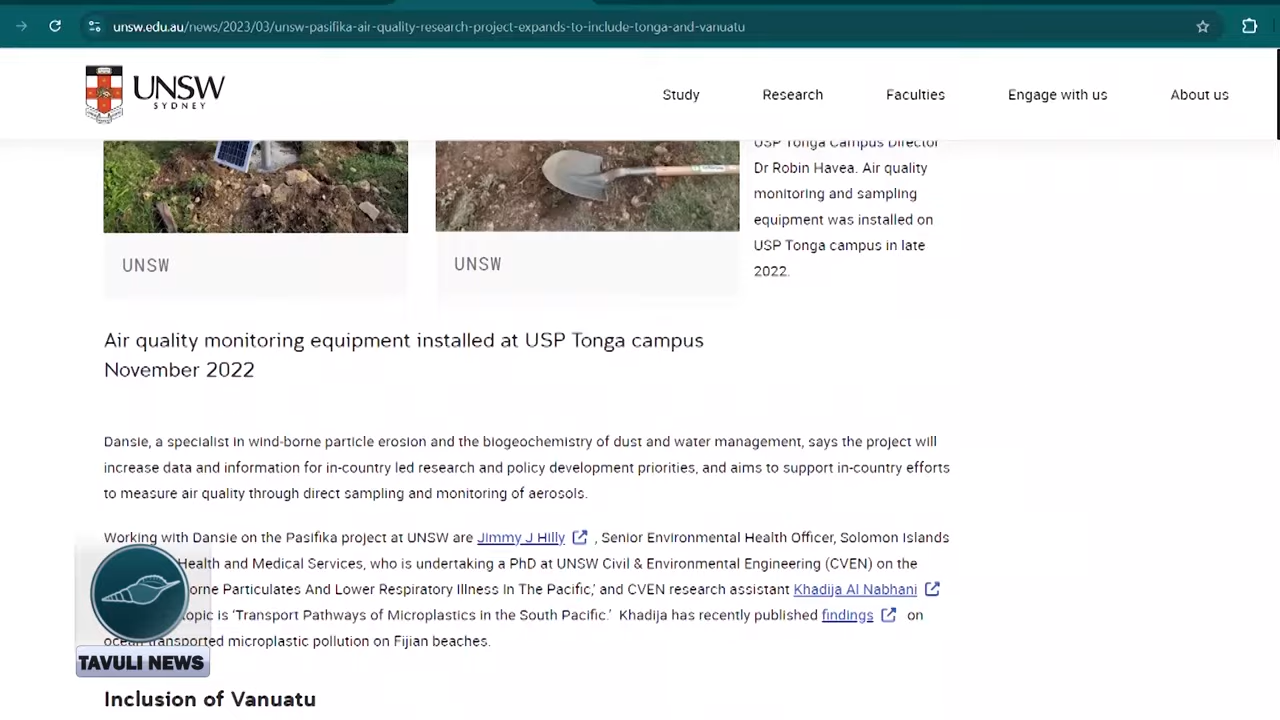 unsw.edu.au/news/2023/03/unsw-pasifika-air-quality-research-project-expands-to-include-tonga-and-vanuatu
UNSW
SYDNEY
Study
Research
Faculties
Engage with us
About us
USP Tonga Campus Director
Dr Robin Havea. Air quality
monitoring and sampling
equipment was installed on
USP Tonga campus in late
2022.
UNSW
UNSW
Air quality monitoring equipment installed at USP Tonga campus
November 2022
Dansie, a specialist in wind-borne particle erosion and the biogeochemistry of dust and water management, says the project will
increase data and information for in-country led research and policy development priorities, and aims to support in-country efforts
to measure air quality through direct sampling and monitoring of aerosols.
Working with Dansie on the Pasifika project at UNSW are Jimmy J HIlly , Senior Environmental Health Officer, Solomon Islands
Health and Medical Services, who is undertaking a PhD at UNSW Civil & Environmental Engineering (CVEN) on the
orne Particulates And Lower Respiratory Illness In The Pacific,' and CVEN research assistant Khadija Al Nabhani
topic is 'Transport Pathways of Microplastics in the South Pacific.' Khadija has recently published findings on
ocean transported microplastic pollution on Fijian beaches.
TAVULI NEWS
Inclusion of Vanuatu